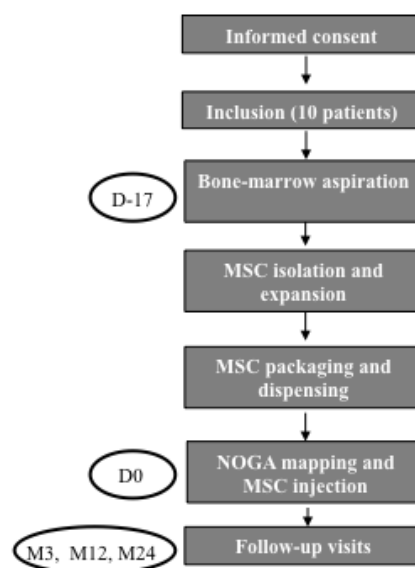 Informed consent
Inclusion (10 patients)
Bone-marrow aspiration
D-17
MSC isolation and
expansion
MSC packaging and
dispensing
NOGA mapping and
MSC injection
D0
Follow-up visits
M3, M12, M24